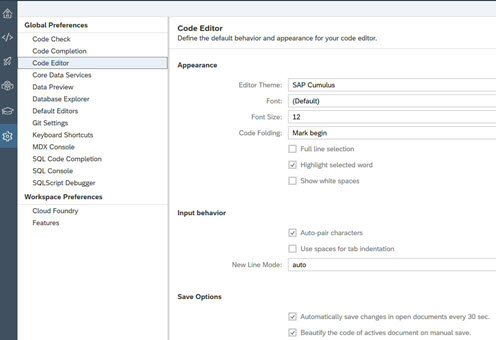 Global Preferences
Code Check
Code Completion
Code Editor
Core Data Services
Data Preview
Database Explorer
Default Editors
Git Settings
Keyboard Shortcuts
MDX Console
SQL Code Completion
SQL Console
SQLScript Debugger
Workspace Preferences
Cloud Foundry
Features
Code Editor
Define the default behavior and appearance for your code editor.
Appearance
Editor Theme: SAP Cumulus
Font: (Default)
Font Size: 12
Code Folding: Mark begin
Full line selection
Highlight selected word
Show white spaces
Input behavior
Auto-pair characters
Use spaces for tab indentation
New Line Mode: auto
Save Options
Automatically save changes in open documents every 30 sec.
Beautify the code of actives document on manual save.